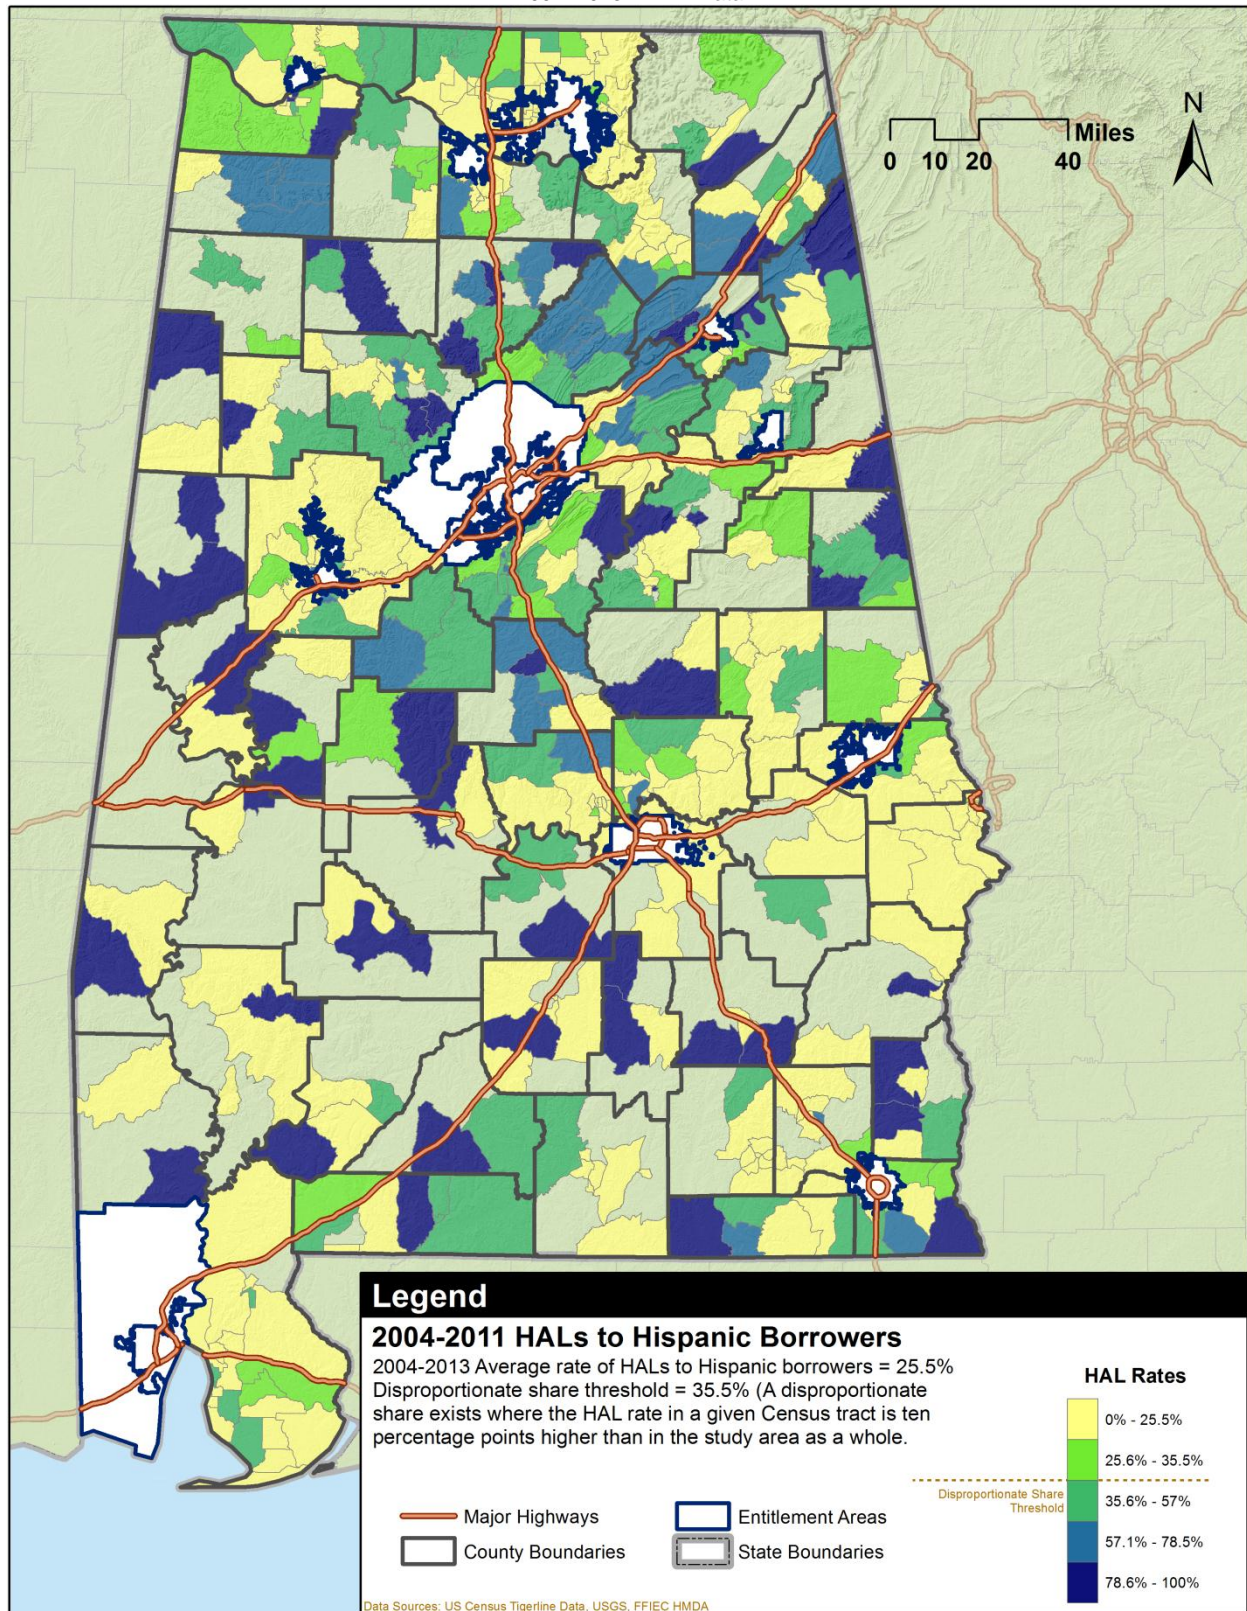 N
Miles
0 10 20 40
Legend
2004-2011 HALs to Hispanic Borrowers
2004-2013 Average rate of HALs to Hispanic borrowers = 25.5%
Disproportionate share threshold = 35.5% (A disproportionate
share exists where the HAL rate in a given Census tract is ten
percentage points higher than in the study area as a whole.
HAL Rates
0% - 25.5%
25.6% - 35.5%
Disproportionate Share
Threshold
35.6% - 57%
57.1% - 78.5%
78.6% - 100%
Major Highways
Entitlement Areas
County Boundaries
State Boundaries
Data Sources: US Census Tigerline Data, USGS, FFIEC HMDA